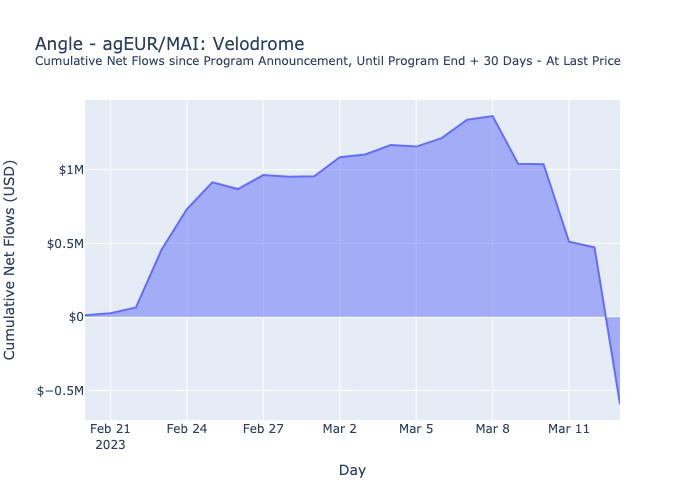 Angle - agEUR/MAI: Velodrome
Cumulative Net Flows since Program Announcement, Until Program End + 30 Days - At Last Price
Cumulative Net Flows (USD)
$1M
$0.5M
$0
$−0.5M
Feb 21
2023
Feb 24
Feb 27
Mar 2
Mar 5
Mar 8
Mar 11
Day